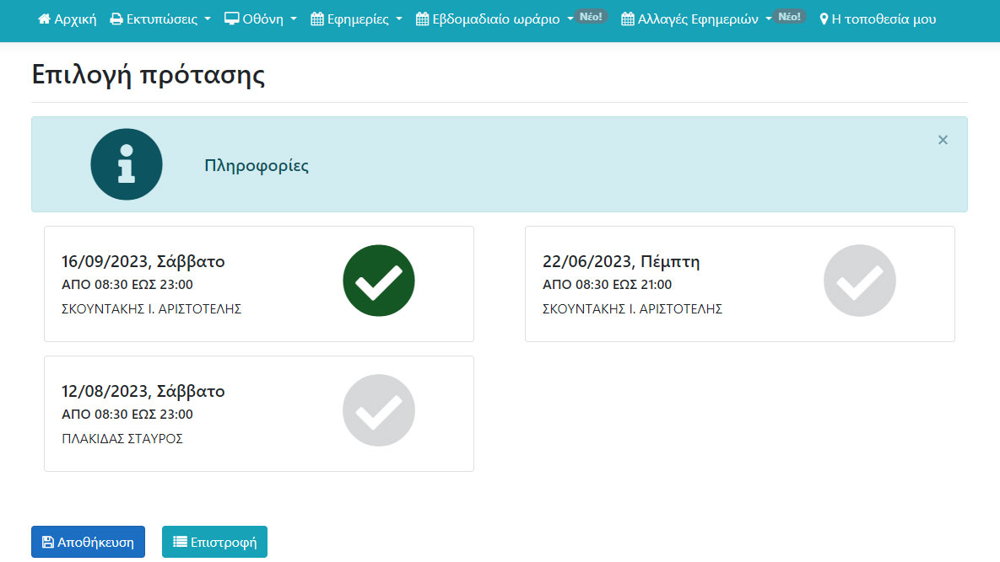 Αρχική Εκτυπώσεις Οθόνη Εφημερίες Εβδομαδιαίο ωράριο Νέο! Αλλαγές Εφημεριών Νέο! Η τοποθεσία μου
Επιλογή πρότασης
Πληροφορίες ×
16/09/2023, Σάββατο
ΑΠΟ 08:30 ΕΩΣ 23:00
ΣΚΟΥΝΤΑΚΗΣ Ι. ΑΡΙΣΤΟΤΕΛΗΣ
22/06/2023, Πέμπτη
ΑΠΟ 08:30 ΕΩΣ 21:00
ΣΚΟΥΝΤΑΚΗΣ Ι. ΑΡΙΣΤΟΤΕΛΗΣ
12/08/2023, Σάββατο
ΑΠΟ 08:30 ΕΩΣ 23:00
ΠΛΑΚΙΔΑΣ ΣΤΑΥΡΟΣ
Αποθήκευση Επιστροφή